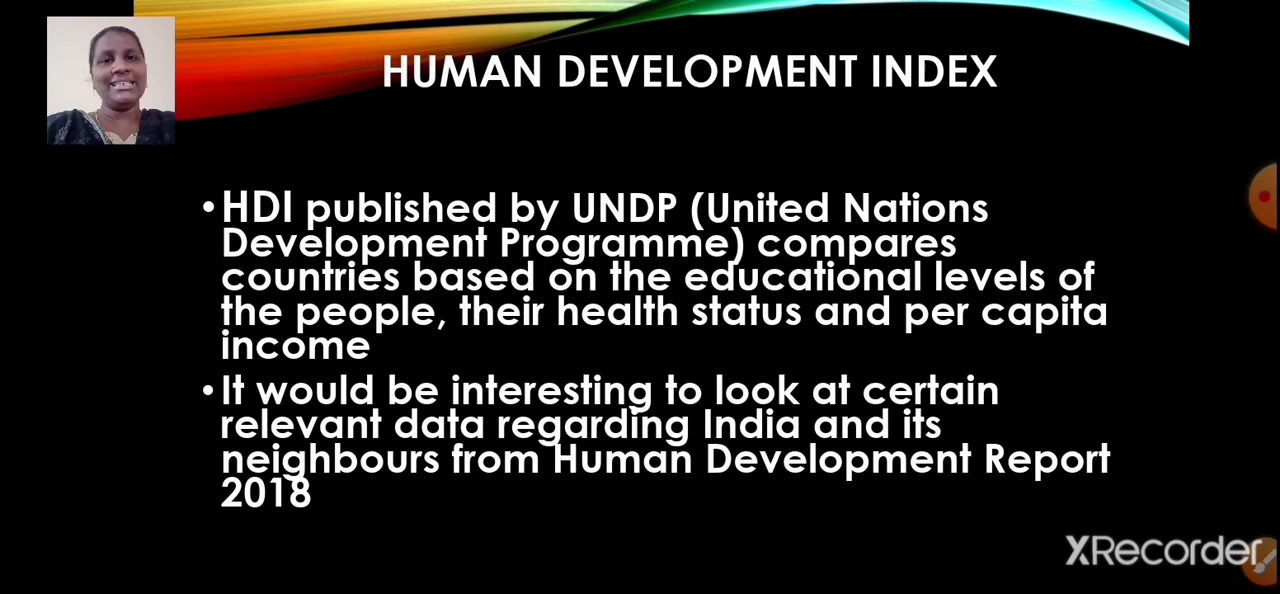 HUMAN DEVELOPMENT INDEX
•HDI published by UNDP (United Nations
Development Programme) compares
countries based on the educational levels of
the people, their health status and per capita
income
•It would be interesting to look at certain
relevant data regarding India and its
neighbours from Human Development Report
2018
XRecorder